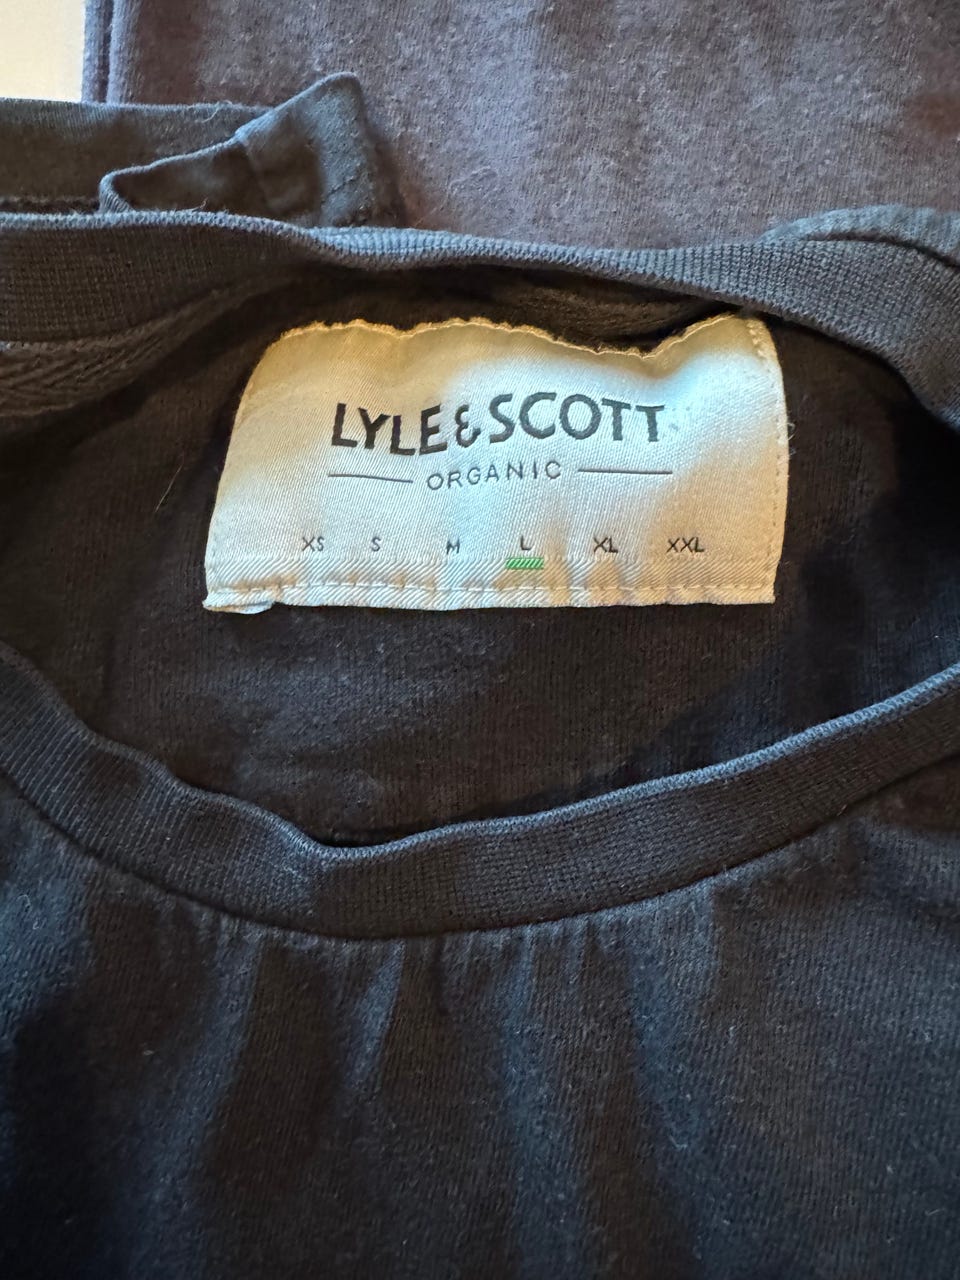 LYLE & SCOTT
ORGANIC
XS S M L XL XXL